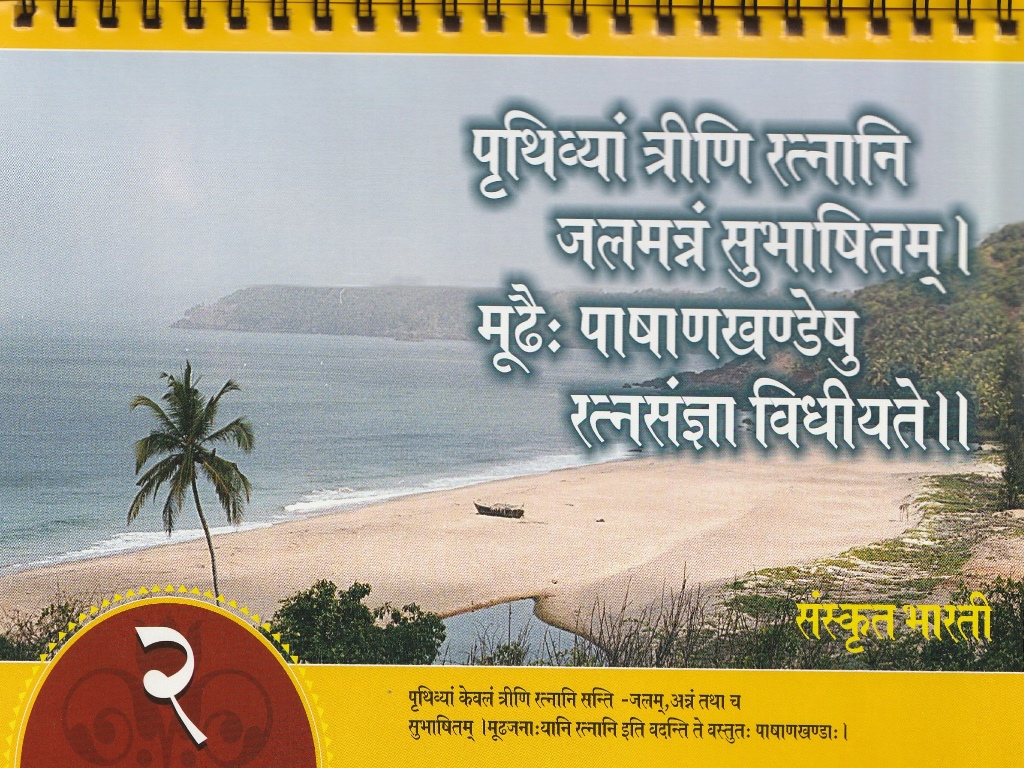 पृथिव्यां त्रीणि रत्नानि
जलमन्नं सुभाषितम्।
मूढैः पाषाणखण्डेषु
रत्नसंज्ञा विधीयते।।
संस्कृत भारती
२
पृथिव्यां केवलं त्रीणि रत्नानि सन्ति -जलम्,अन्नं तथा च
सुभाषितम् ।मूढजनाःयानि रत्नानि इति वदन्ति ते वस्तुतः पाषाणखण्डाः।